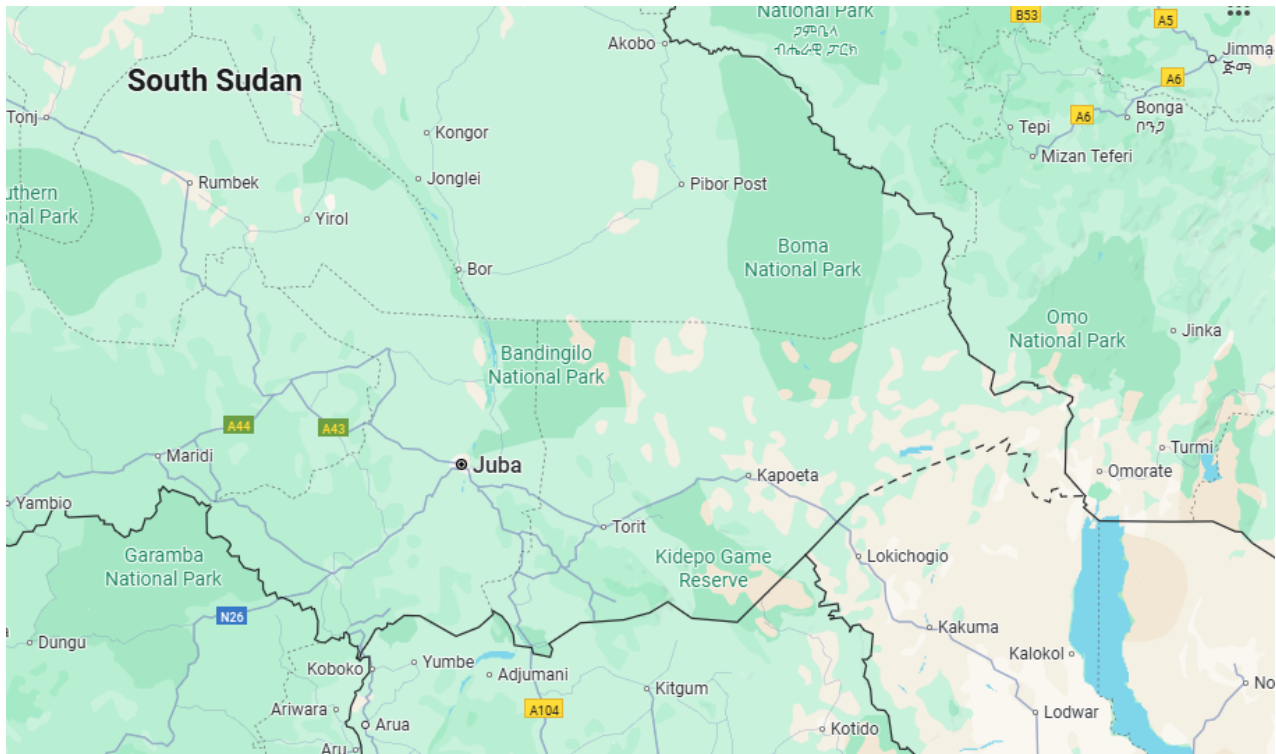 National Park
ጋምቤላ
ብሔራዊ ፓርክ
B53
A5
Akobo
Jimma
ጅማ
South Sudan
A6
Tonj
Bonga
ቦንጋ
A6
Kongor
Tepi
Mizan Teferi
Rumbek
Jonglei
Pibor Post
uthern
nal Park
Yirol
Boma
National Park
Bor
Omo
National Park
Jinka
Bandingilo
National Park
A44
A43
Maridi
Turmi
Juba
Kapoeta
Omorate
Yambio
Torit
Garamba
National Park
Kidepo Game
Reserve
Lokichogio
N26
Kakuma
Dungu
Kalokol
Koboko
Yumbe
Adjumani
Kitgum
No
Ariwara
A104
Lodwar
Arua
Kotido
Aru